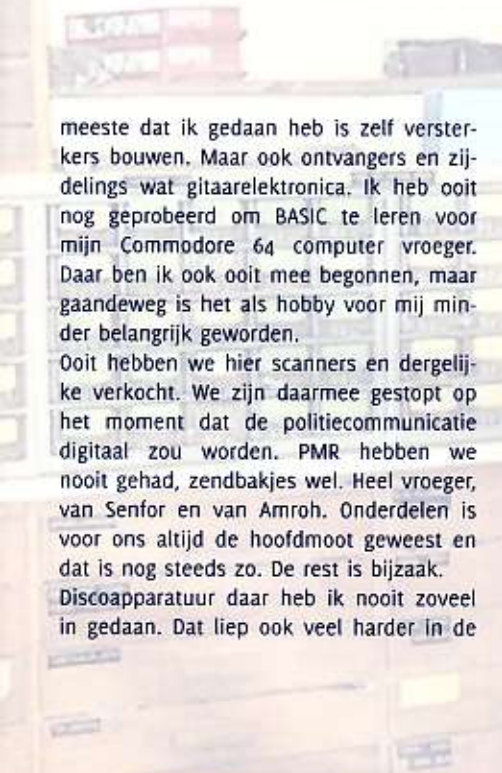 meeste dat ik gedaan heb is zelf verster-
kers bouwen. Maar ook ontvangers en zij-
delings wat gitaarelektronica. Ik heb ooit
nog geprobeerd om BASIC te leren voor
mijn Commodore 64 computer vroeger.
Daar ben ik ook ooit mee begonnen, maar
gaandeweg is het als hobby voor mij min-
der belangrijk geworden.
Ooit hebben we hier scanners en dergelij-
ke verkocht. We zijn daarmee gestopt op
het moment dat de politiecommunicatie
digitaal zou worden. PMR hebben we
nooit gehad, zendbakjes wel. Heel vroeger,
van Senfor en van Amroh. Onderdelen is
voor ons altijd de hoofdmoot geweest en
dat is nog steeds zo. De rest is bijzaak.
Discoapparatuur daar heb ik nooit zoveel
in gedaan. Dat liep ook veel harder in de